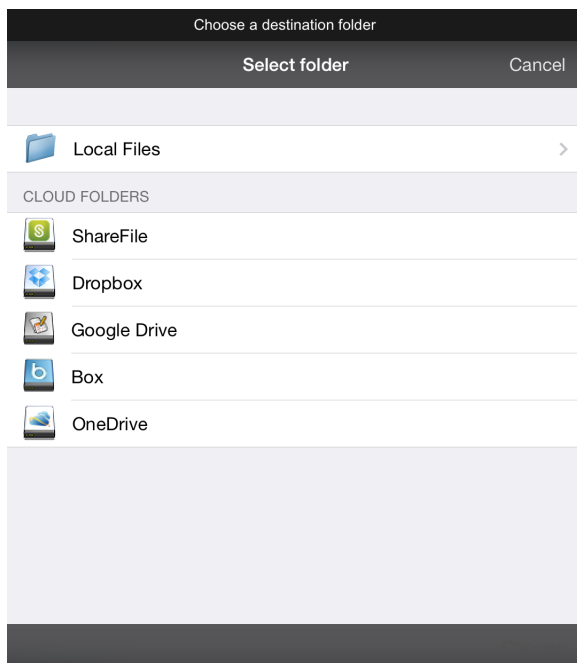 Choose a destination folder
Select folder Cancel
Local Files
CLOUD FOLDERS
ShareFile
Dropbox
Google Drive
Box
OneDrive